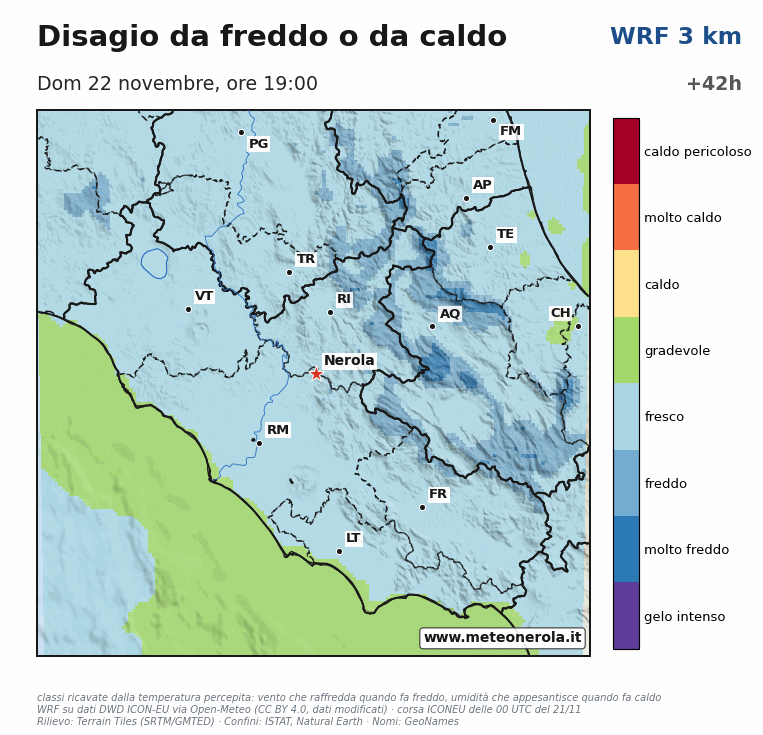 Disagio da freddo o da caldo
WRF 3 km
Dom 22 novembre, ore 19:00
+42h
FM
PG
AP
TE
TR
VT
RI
AQ
CH
Nerola
RM
FR
LT
www.meteonerola.it
caldo pericoloso
molto caldo
caldo
gradevole
fresco
freddo
molto freddo
gelo intenso
classi ricavate dalla temperatura percepita: vento che raffredda quando fa freddo, umidità che appesantisce quando fa caldo
WRF su dati DWD ICON-EU via Open-Meteo (CC BY 4.0, dati modificati) · corsa ICONEU delle 00 UTC del 21/11
Rilievo: Terrain Tiles (SRTM/GMTED) · Confini: ISTAT, Natural Earth · Nomi: GeoNames